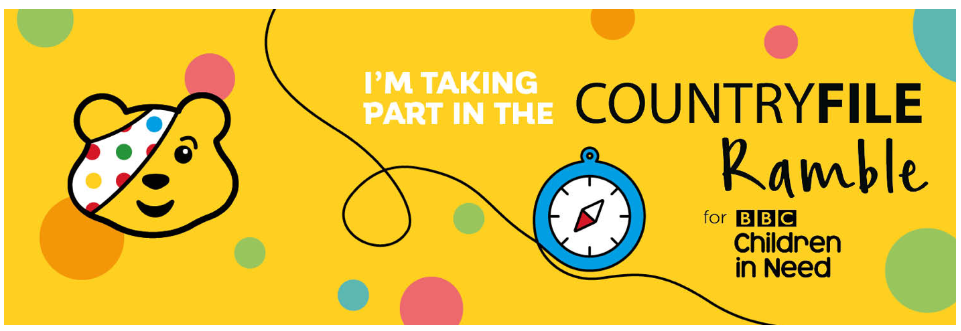 I'M TAKING
PART IN THE
COUNTRYFILE
Ramble
for BBC
Children
in Need